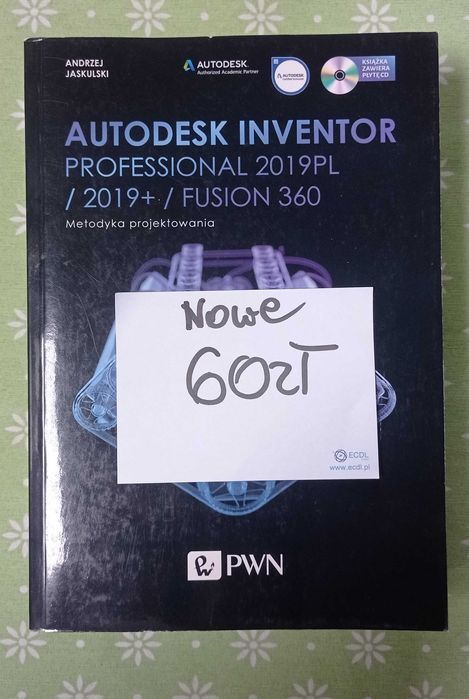 ANDRZEJ
JASKULSKI
AUTODESK
Authorized Academic Partner
AUTODESK
KSIĄŻKA
ZAWIERA
PŁYTĘ CD
AUTODESK INVENTOR
PROFESSIONAL 2019PL
/ 2019+ / FUSION 360
Metodyka projektowania
Nowe
60zł
ECDL
www.ecdl.pl
PWN